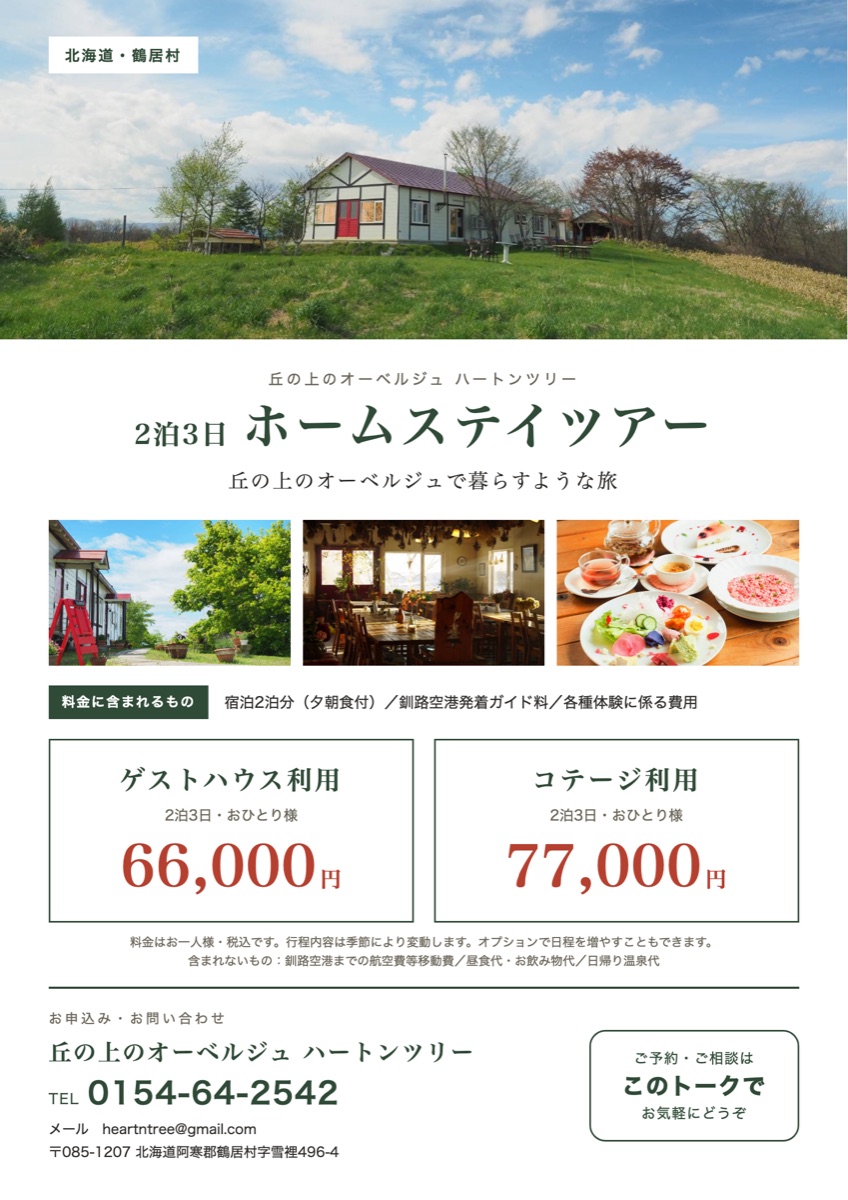 北海道・鶴居村
丘の上のオーベルジュ ハートンツリー
2泊3日 ホームステイツアー
丘の上のオーベルジュで暮らすような旅
料金に含まれるもの 宿泊2泊分（夕朝食付）／釧路空港発着ガイド料／各種体験に係る費用
ゲストハウス利用
2泊3日・おひとり様
66,000円
コテージ利用
2泊3日・おひとり様
77,000円
料金はお一人様・税込です。行程内容は季節により変動します。オプションで日程を増やすこともできます。
含まれないもの：釧路空港までの航空費等移動費／昼食代・お飲み物代／日帰り温泉代
お申込み・お問い合わせ
丘の上のオーベルジュ ハートンツリー
TEL 0154-64-2542
メール heartntree@gmail.com
〒085-1207 北海道阿寒郡鶴居村字雪裡496-4
ご予約・ご相談は
このトークで
お気軽にどうぞ